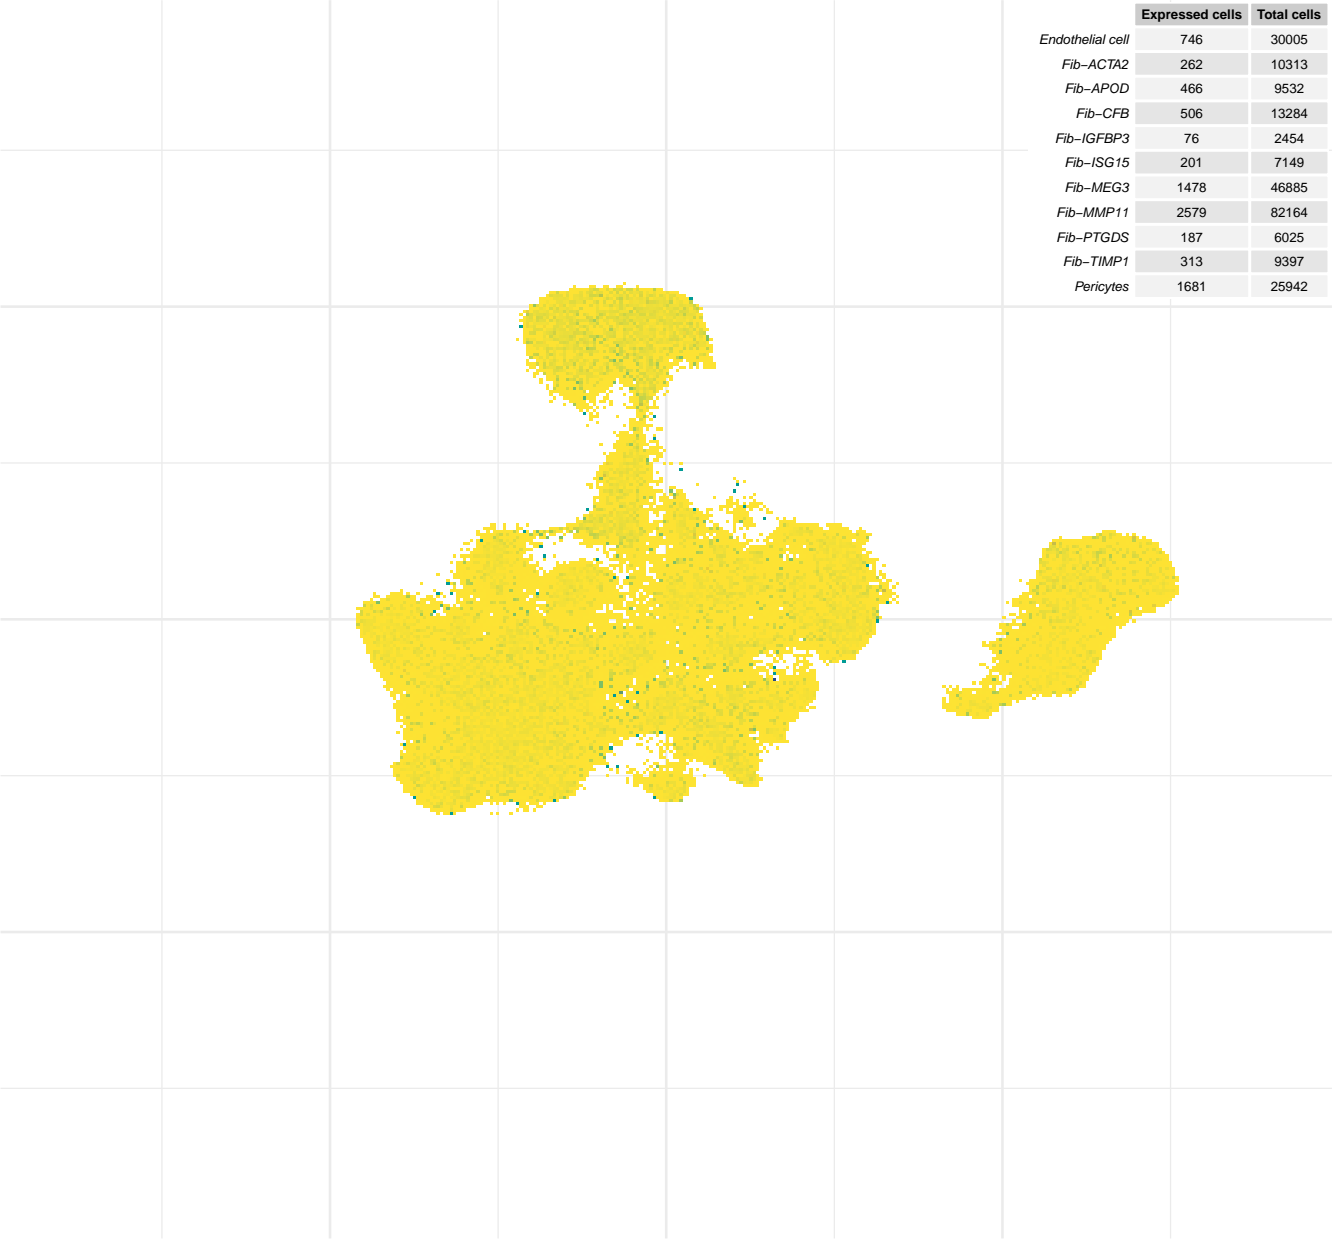 Expressed cells Total cells
Endothelial cell 746 30005
Fib−ACTA2 262 10313
Fib−APOD 466 9532
Fib−CFB 506 13284
Fib−IGFBP3 76 2454
Fib−ISG15 201 7149
Fib−MEG3 1478 46885
Fib−MMP11 2579 82164
Fib−PTGDS 187 6025
Fib−TIMP1 313 9397
Pericytes 1681 25942